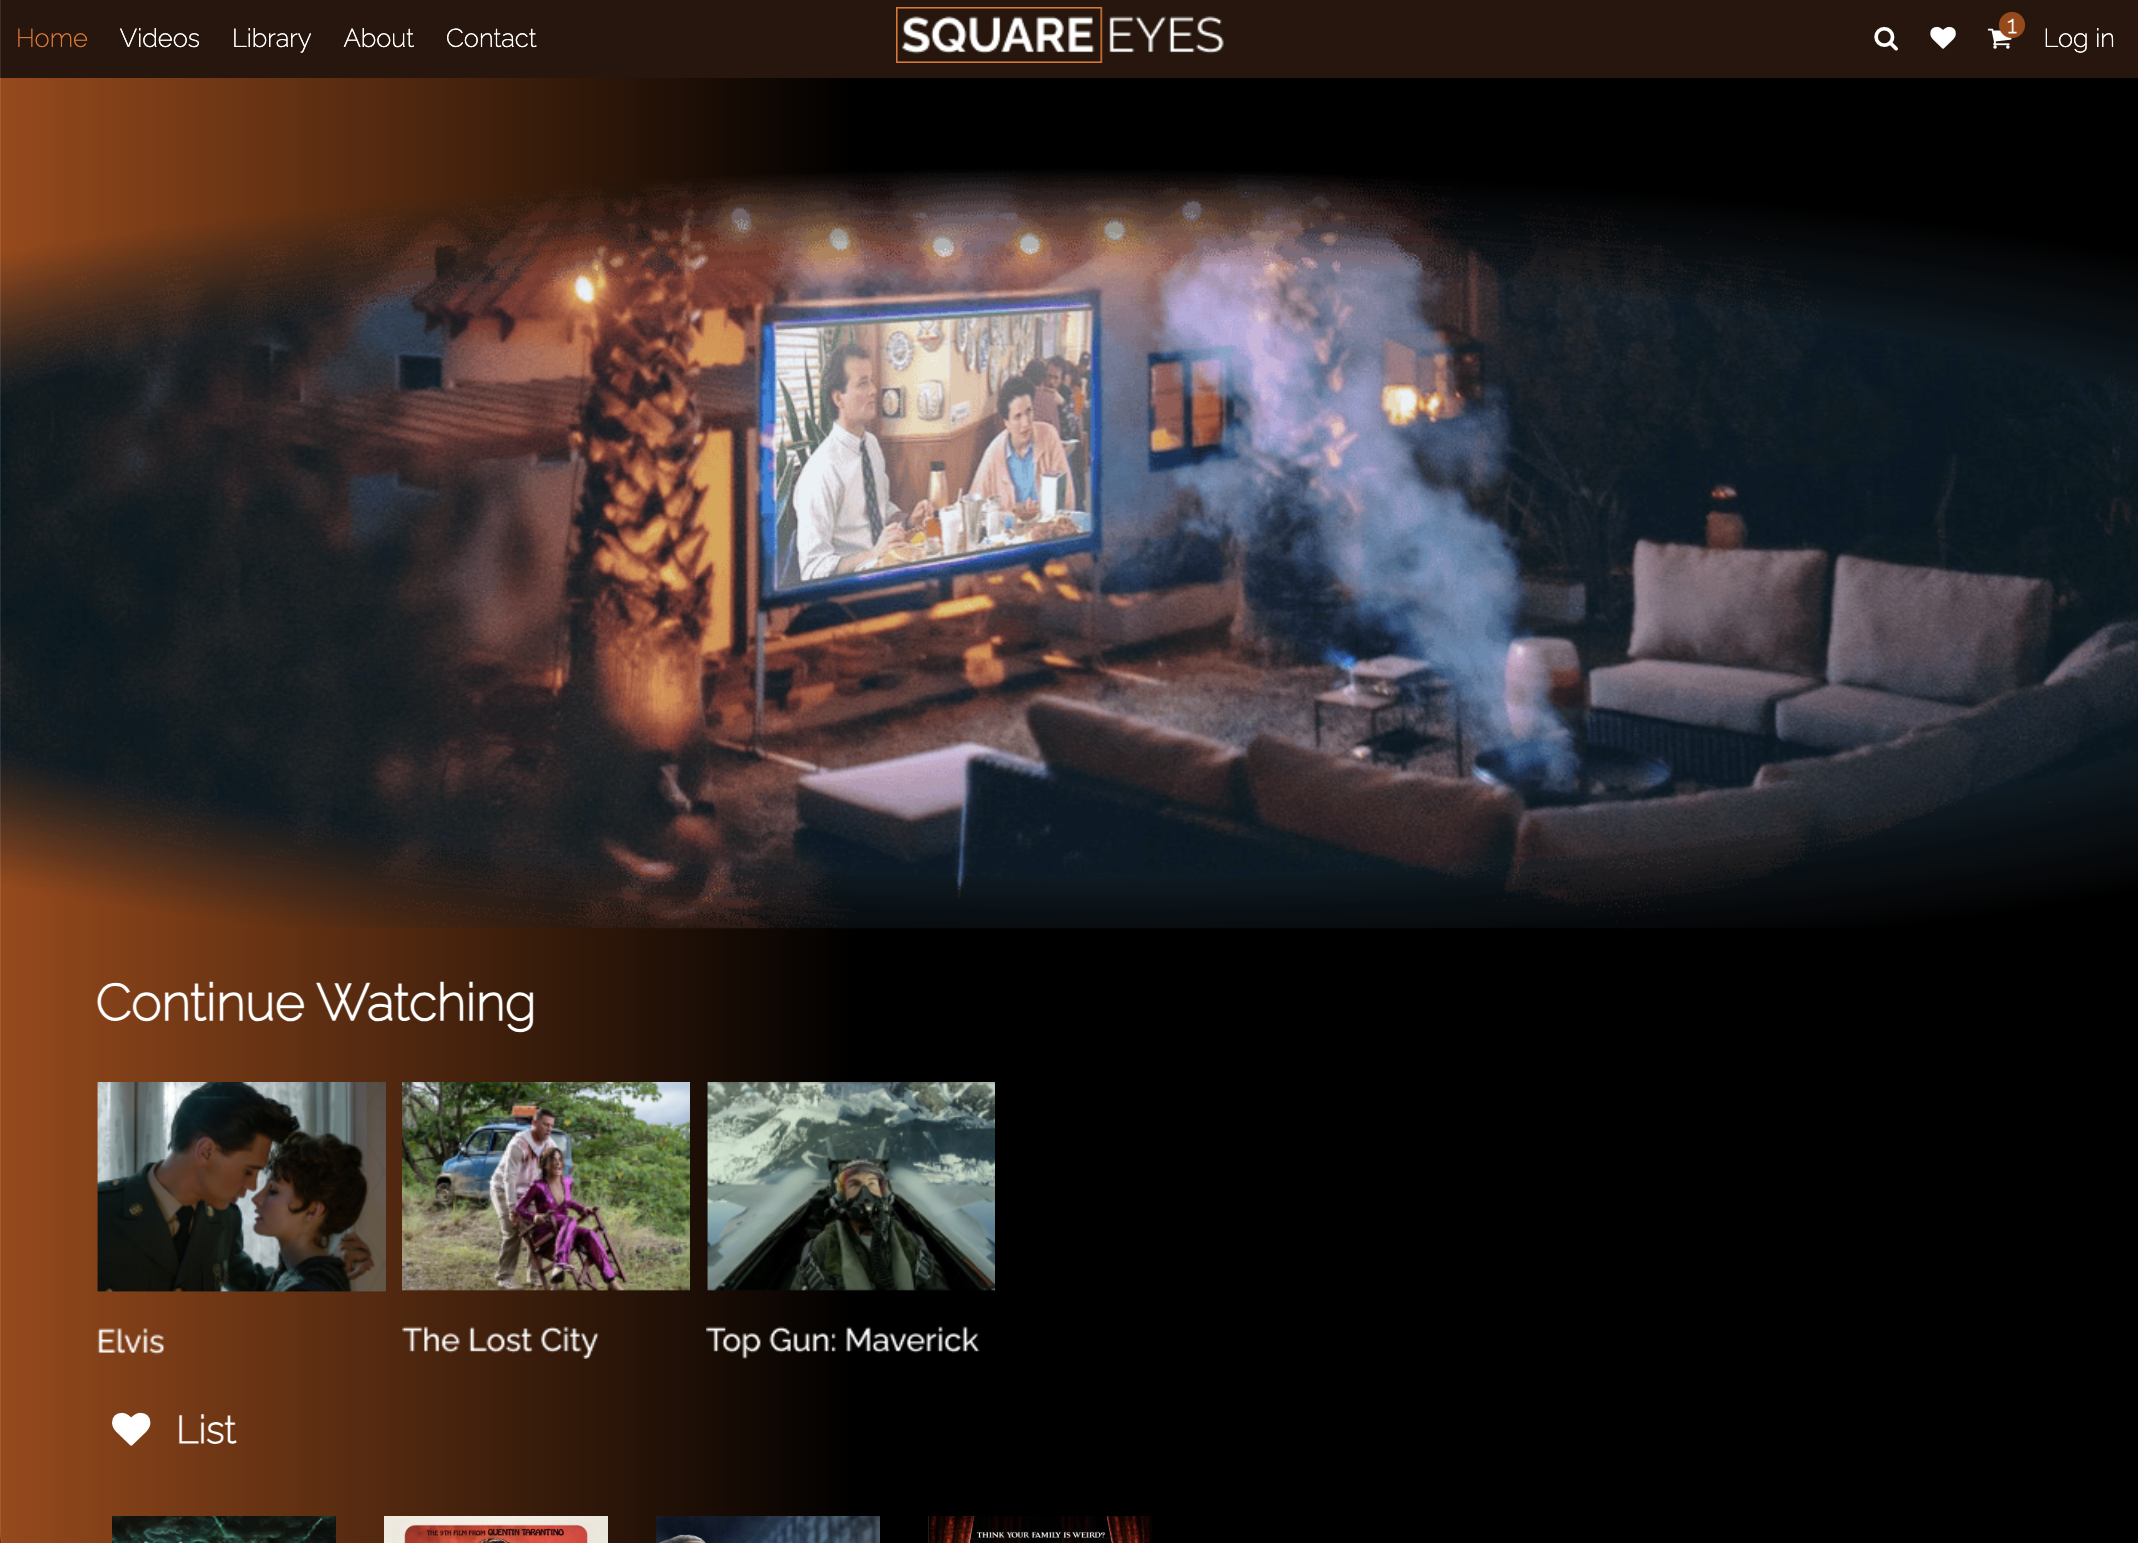 Home Videos Library About Contact SQUARE EYES 1 Log in
Continue Watching
Elvis The Lost City Top Gun: Maverick
List
THE 9TH FILM FROM QUENTIN TARANTINO THINK YOUR FAMILY IS WEIRD?